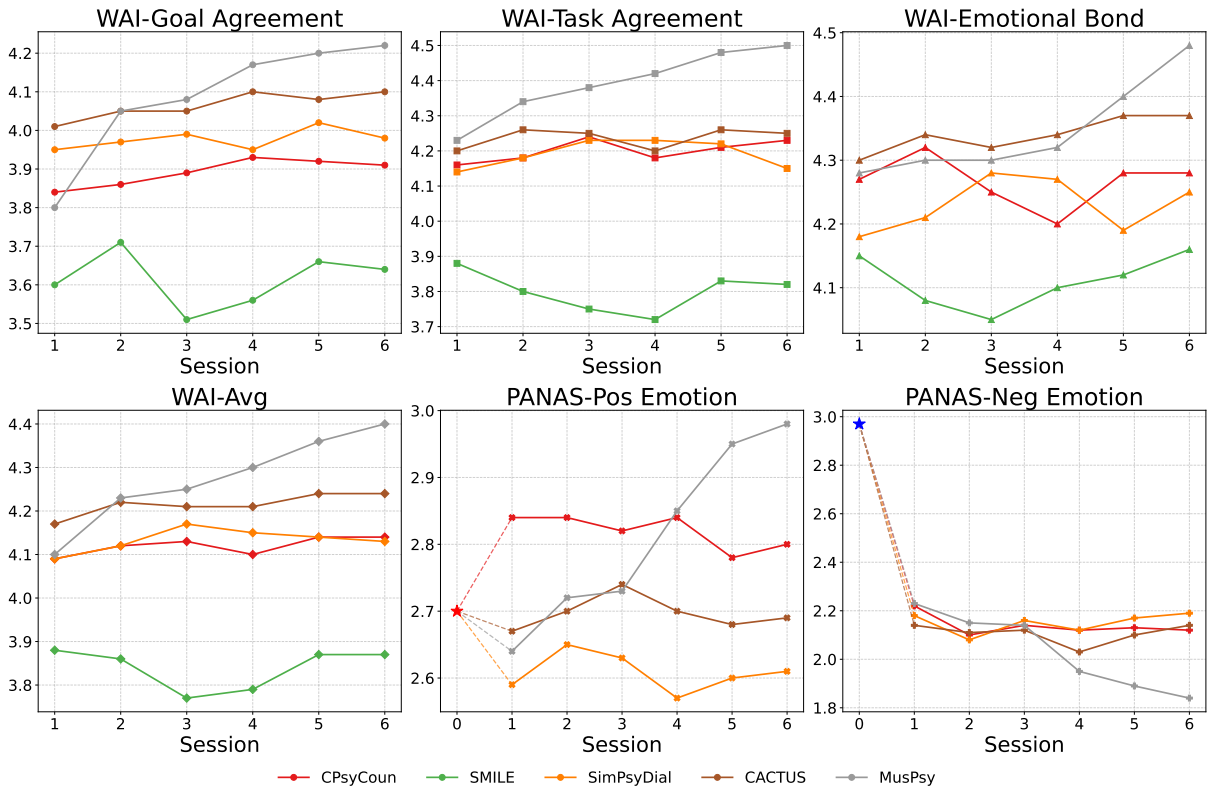 WAI-Goal Agreement
4.2
4.1
4.0
3.9
3.8
3.7
3.6
3.5
1 2 3 4 5 6
Session
WAI-Task Agreement
4.5
4.4
4.3
4.2
4.1
4.0
3.9
3.8
3.7
1 2 3 4 5 6
Session
WAI-Emotional Bond
4.5
4.4
4.3
4.2
4.1
1 2 3 4 5 6
Session
WAI-Avg
4.4
4.3
4.2
4.1
4.0
3.9
3.8
1 2 3 4 5 6
Session
PANAS-Pos Emotion
3.0
2.9
2.8
2.7
2.6
0 1 2 3 4 5 6
Session
PANAS-Neg Emotion
3.0
2.8
2.6
2.4
2.2
2.0
1.8
0 1 2 3 4 5 6
Session
CPsyCoun SMILE SimPsyDial CACTUS MusPsy